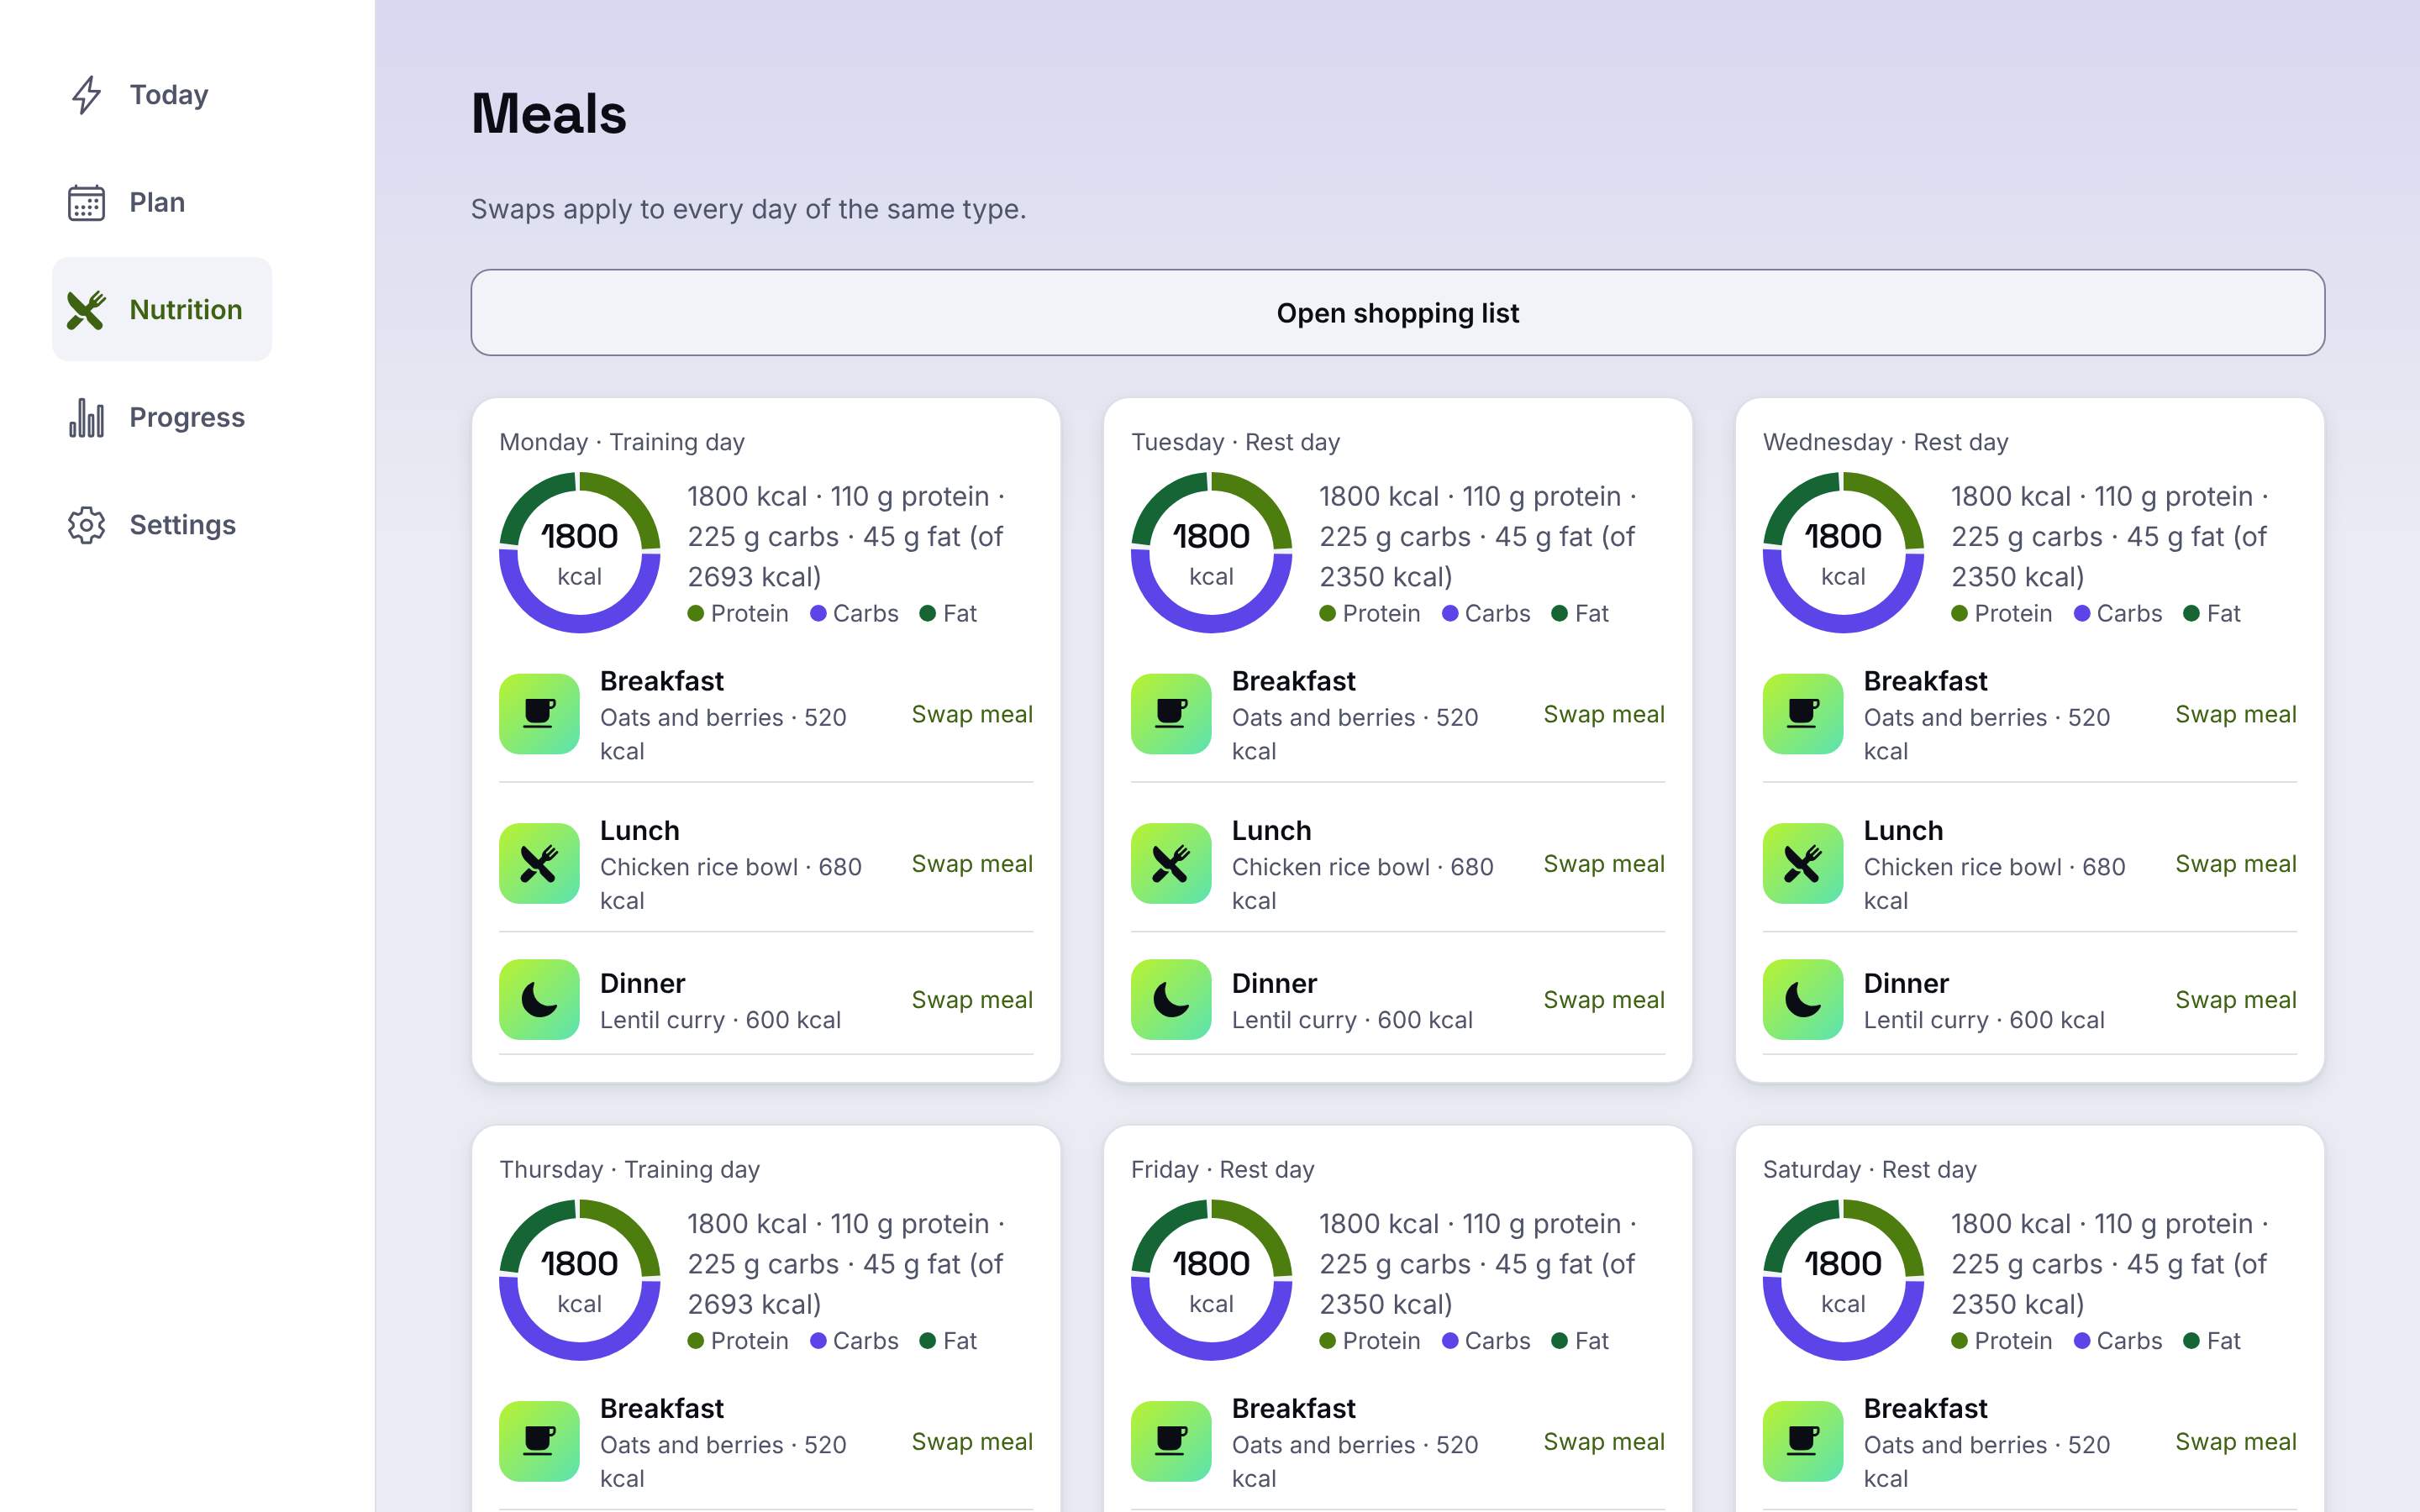 Today
Plan
Nutrition
Progress
Settings
Meals
Swaps apply to every day of the same type.
Open shopping list
Monday · Training day
1800
kcal
1800 kcal · 110 g protein ·
225 g carbs · 45 g fat (of
2693 kcal)
Protein Carbs Fat
Breakfast
Oats and berries · 520
kcal
Swap meal
Lunch
Chicken rice bowl · 680
kcal
Swap meal
Dinner
Lentil curry · 600 kcal
Swap meal
Tuesday · Rest day
1800
kcal
1800 kcal · 110 g protein ·
225 g carbs · 45 g fat (of
2350 kcal)
Protein Carbs Fat
Breakfast
Oats and berries · 520
kcal
Swap meal
Lunch
Chicken rice bowl · 680
kcal
Swap meal
Dinner
Lentil curry · 600 kcal
Swap meal
Wednesday · Rest day
1800
kcal
1800 kcal · 110 g protein ·
225 g carbs · 45 g fat (of
2350 kcal)
Protein Carbs Fat
Breakfast
Oats and berries · 520
kcal
Swap meal
Lunch
Chicken rice bowl · 680
kcal
Swap meal
Dinner
Lentil curry · 600 kcal
Swap meal
Thursday · Training day
1800
kcal
1800 kcal · 110 g protein ·
225 g carbs · 45 g fat (of
2693 kcal)
Protein Carbs Fat
Breakfast
Oats and berries · 520
kcal
Swap meal
Friday · Rest day
1800
kcal
1800 kcal · 110 g protein ·
225 g carbs · 45 g fat (of
2350 kcal)
Protein Carbs Fat
Breakfast
Oats and berries · 520
kcal
Swap meal
Saturday · Rest day
1800
kcal
1800 kcal · 110 g protein ·
225 g carbs · 45 g fat (of
2350 kcal)
Protein Carbs Fat
Breakfast
Oats and berries · 520
kcal
Swap meal